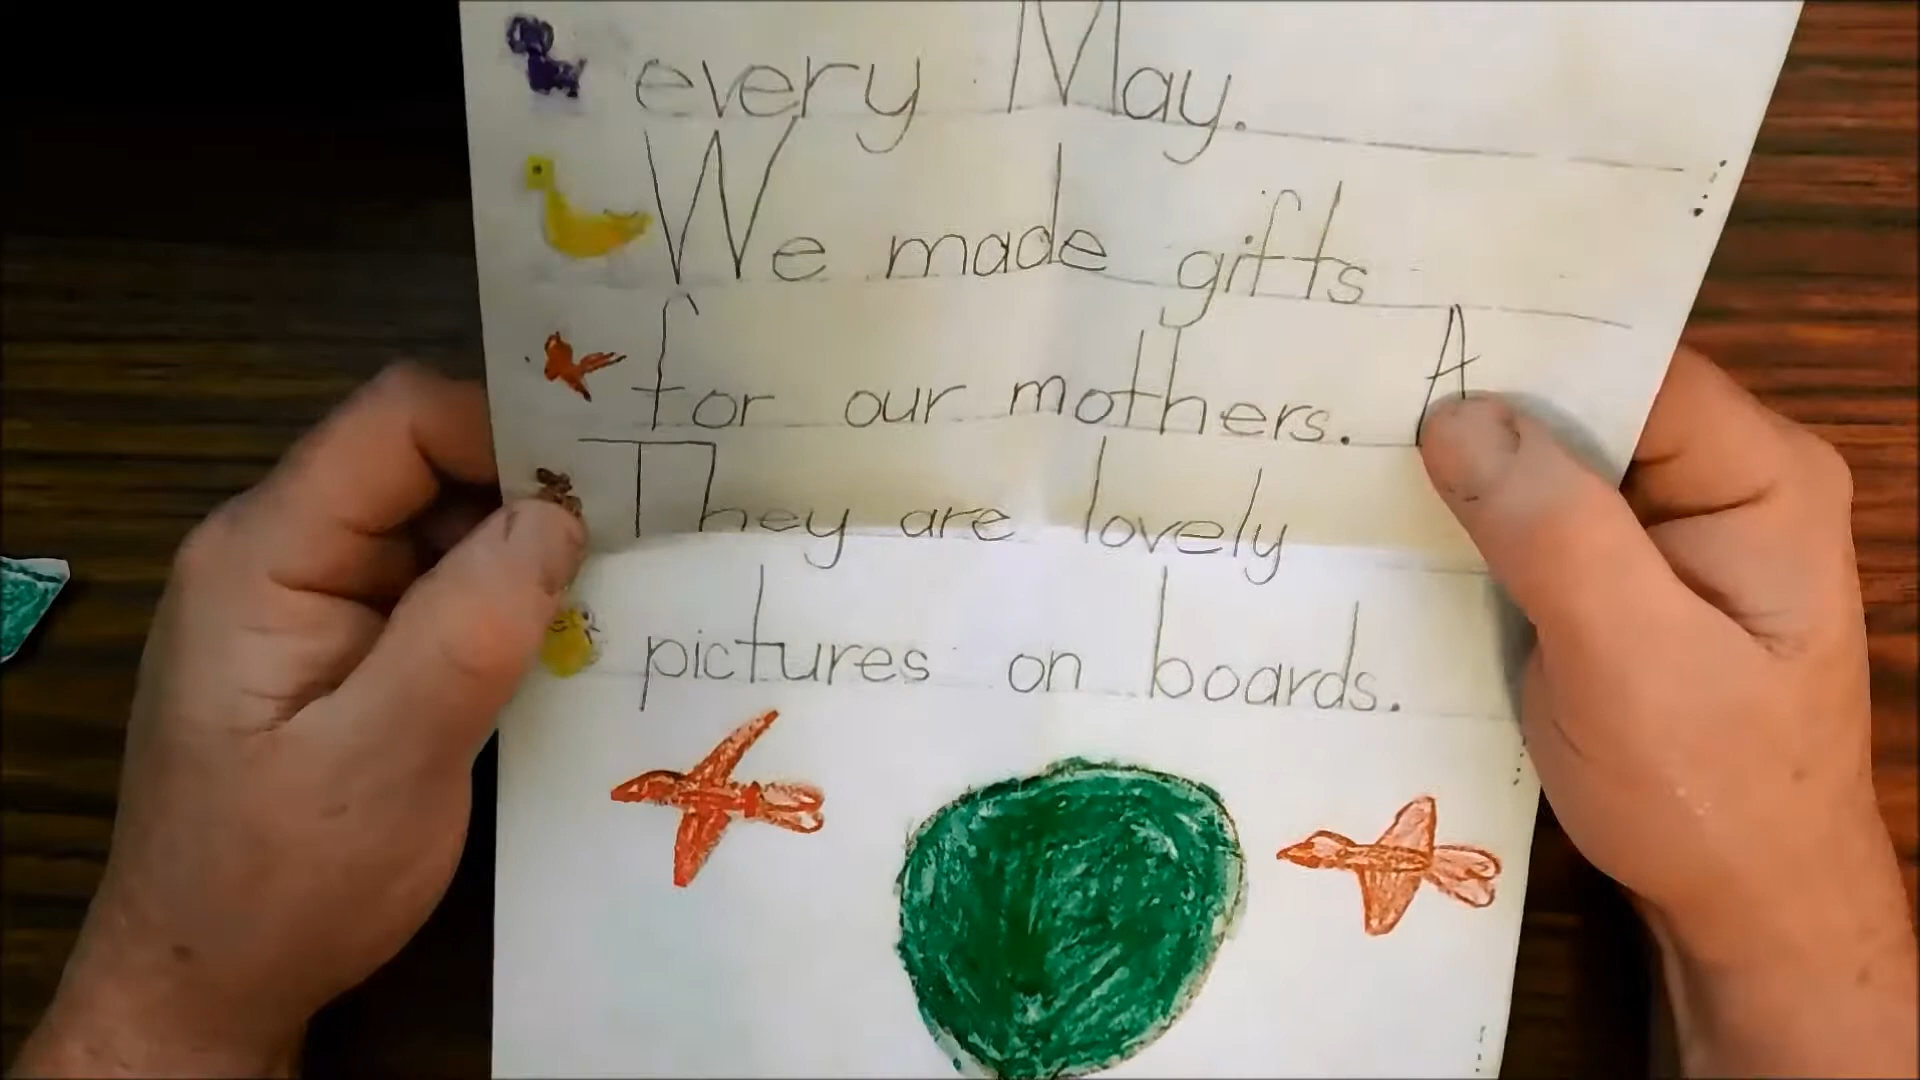 every May.
We made gifts
for our mothers. A
They are lovely
pictures on boards.